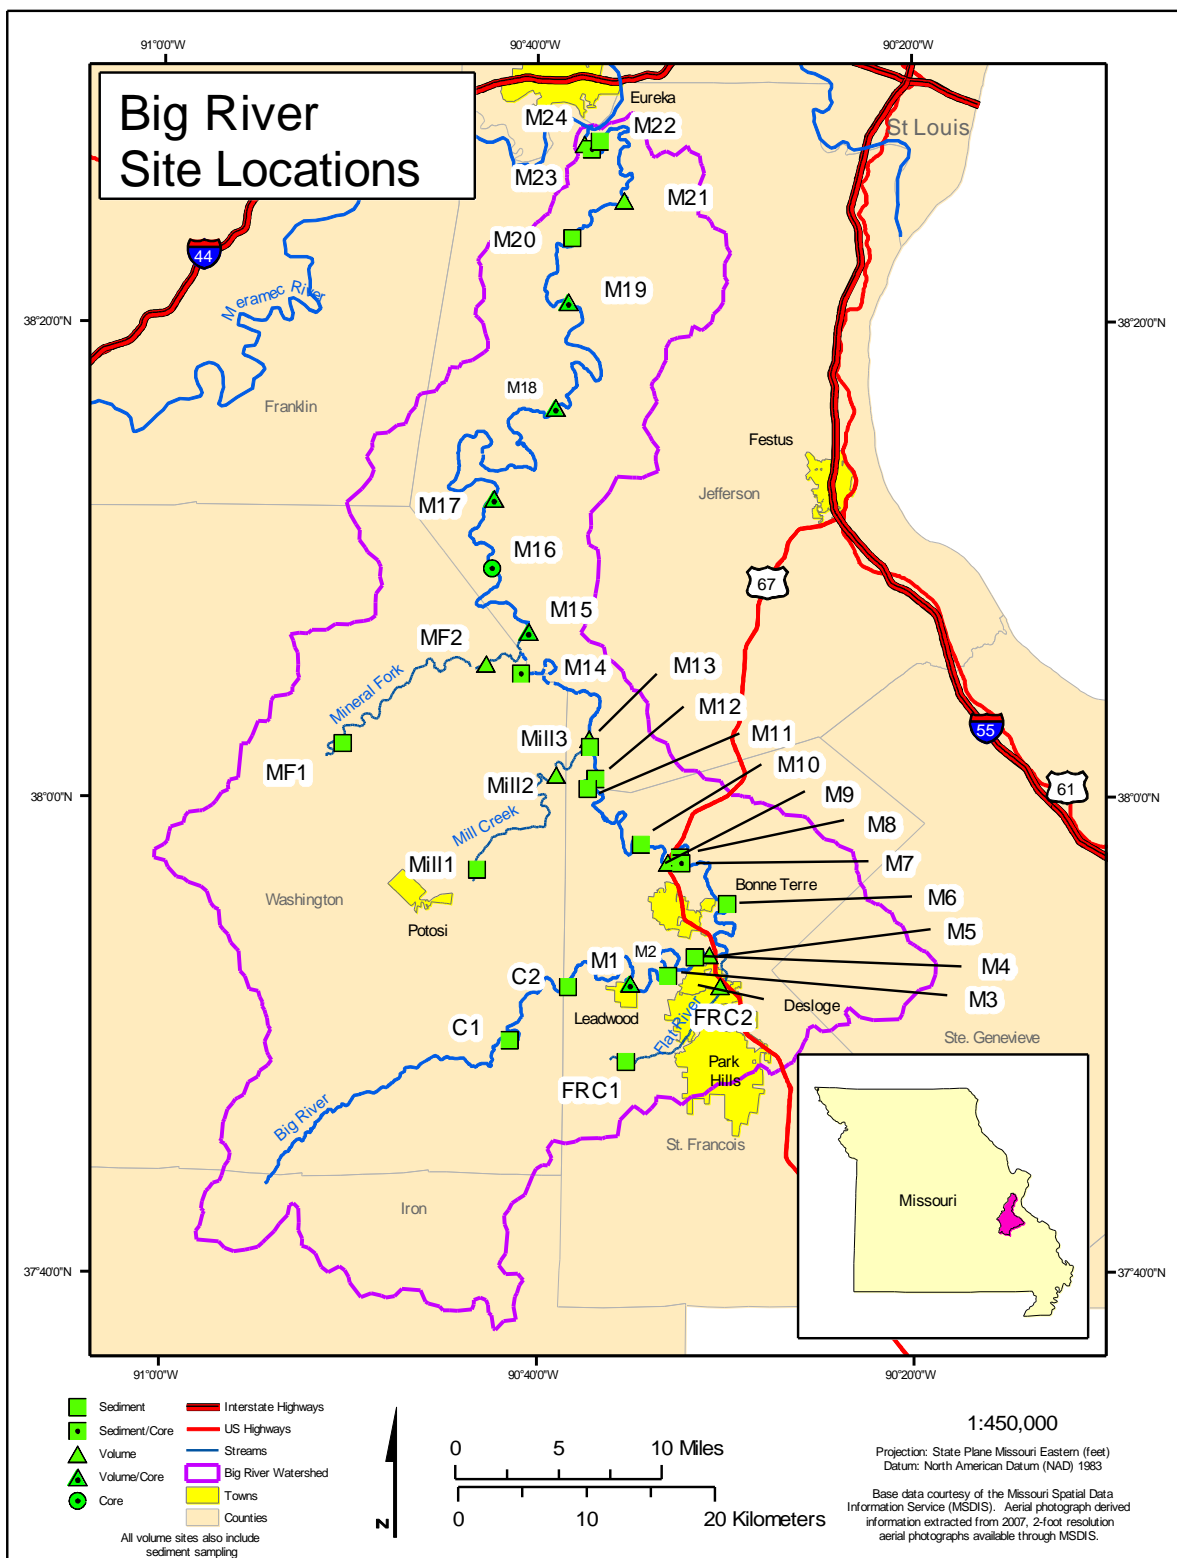 91°0'0"W
90°40'0"W
90°20'0"W
Big River
Site Locations
Eureka
St Louis
M24
M22
M23
M21
M20
44
M19
Meramec River
38°20'0"N
38°20'0"N
M18
Franklin
Festus
Jefferson
M17
M16
67
M15
MF2
M14
M13
Mineral Fork
M12
Mill3
M11
55
MF1
M10
Mill2
M9
61
38°0'0"N
38°0'0"N
Mill Creek
M8
Mill1
M7
Bonne Terre
Washington
M6
Potosi
M5
M2
M1
M4
C2
M3
Desloge
Leadwood
FRC2
C1
Flat River
Ste. Genevieve
Park
Hills
FRC1
Big River
St. Francois
Missouri
Iron
37°40'0"N
37°40'0"N
91°0'0"W
90°40'0"W
90°20'0"W
Sediment
Sediment/Core
Volume
Volume/Core
Core
All volume sites also include
sediment sampling
Interstate Highways
US Highways
Streams
Big River Watershed
Towns
Counties
N
0 5 10 Miles
0 10 20 Kilometers
1:450,000
Projection: State Plane Missouri Eastern (feet)
Datum: North American Datum (NAD) 1983
Base data courtesy of the Missouri Spatial Data
Information Service (MSDIS). Aerial photograph derived
information extracted from 2007, 2-foot resolution
aerial photographs available through MSDIS.